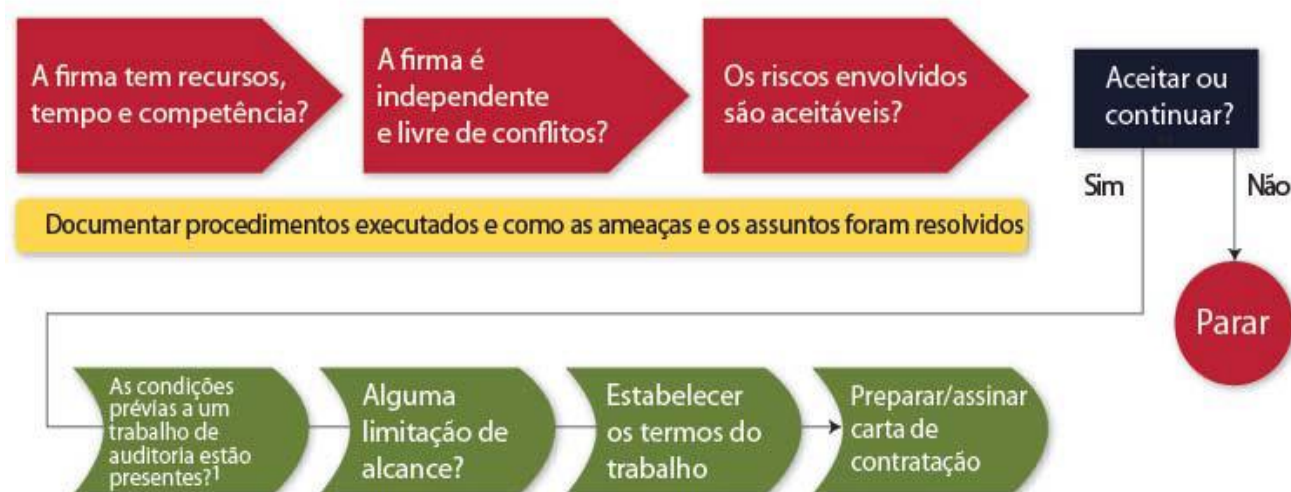 A firma tem recursos,
tempo e competência?
A firma é
independente
e livre de conflitos?
Os riscos envolvidos
são aceitáveis?
Aceitar ou
continuar?
Sim
Não
Documentar procedimentos executados e como as ameaças e os assuntos foram resolvidos
Parar
As condições
prévias a um
trabalho de
auditoria estão
presentes?1
Alguma
limitação de
alcance?
Estabelecer
os termos do
trabalho
Preparar/assinar
carta de
contratação